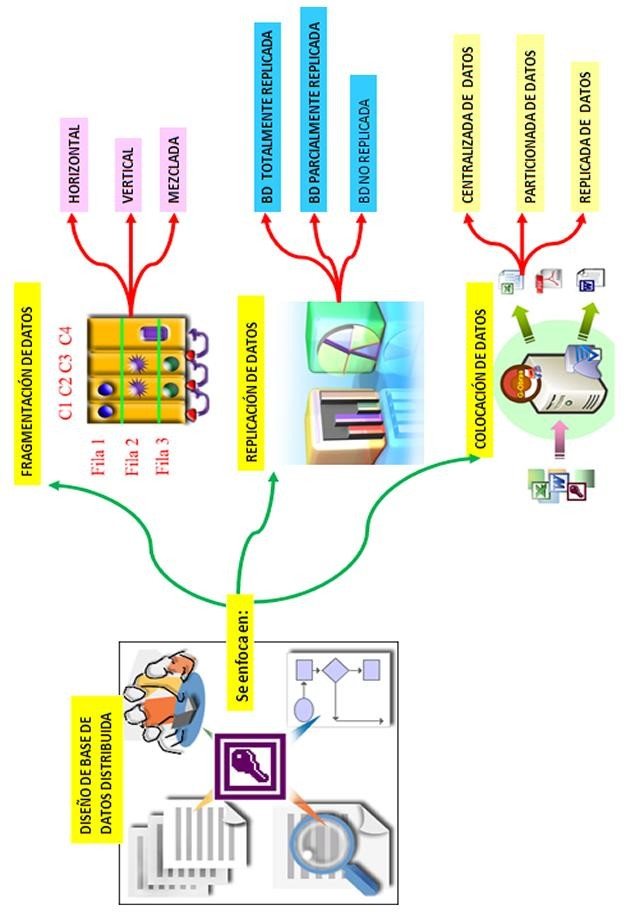 DISEÑO DE BASE DE
DATOS DISTRIBUIDA
Se enfoca en:
FRAGMENTACIÓN DE DATOS
C1 C2 C3 C4
Fila 1
Fila 2
Fila 3
HORIZONTAL
VERTICAL
MEZCLADA
REPLICACIÓN DE DATOS
BD TOTALMENTE REPLICADA
BD PARCIALMENTE REPLICADA
BD NO REPLICADA
COLOCACIÓN DE DATOS
G-Obras
CENTRALIZADA DE DATOS
PARTICIONADA DE DATOS
REPLICADA DE DATOS